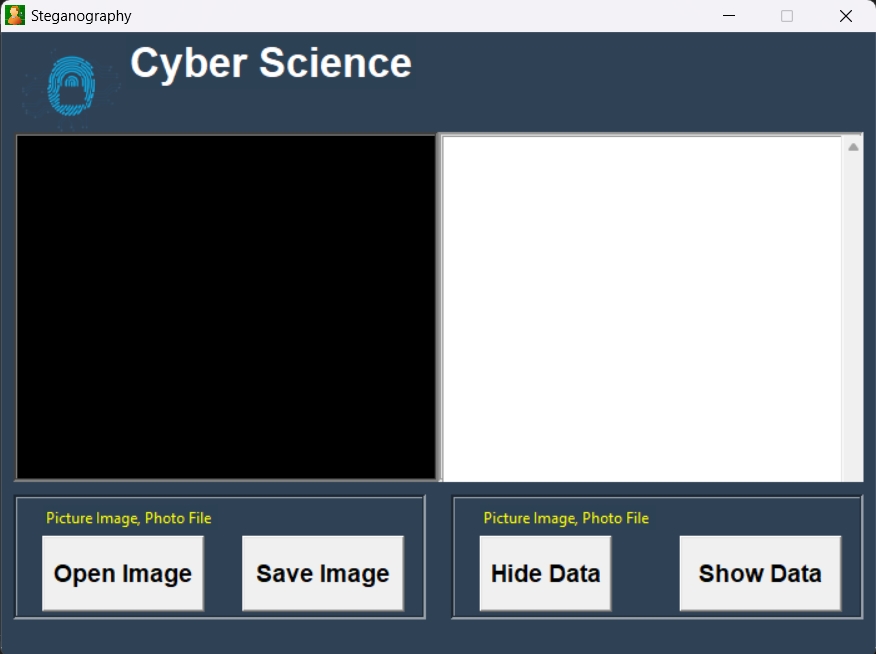 Steganography
Cyber Science
Picture Image, Photo File
Open Image
Save Image
Picture Image, Photo File
Hide Data
Show Data